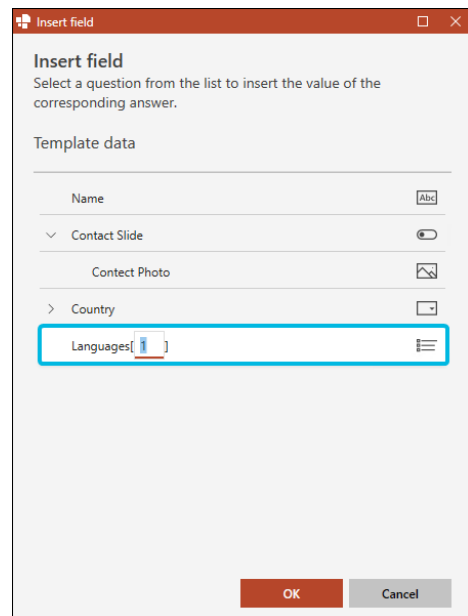 Insert field
Insert field
Select a question from the list to insert the value of the
corresponding answer.
Template data
Name
Abc
Contact Slide
Contect Photo
Country
Languages[ 1 ]
OK
Cancel